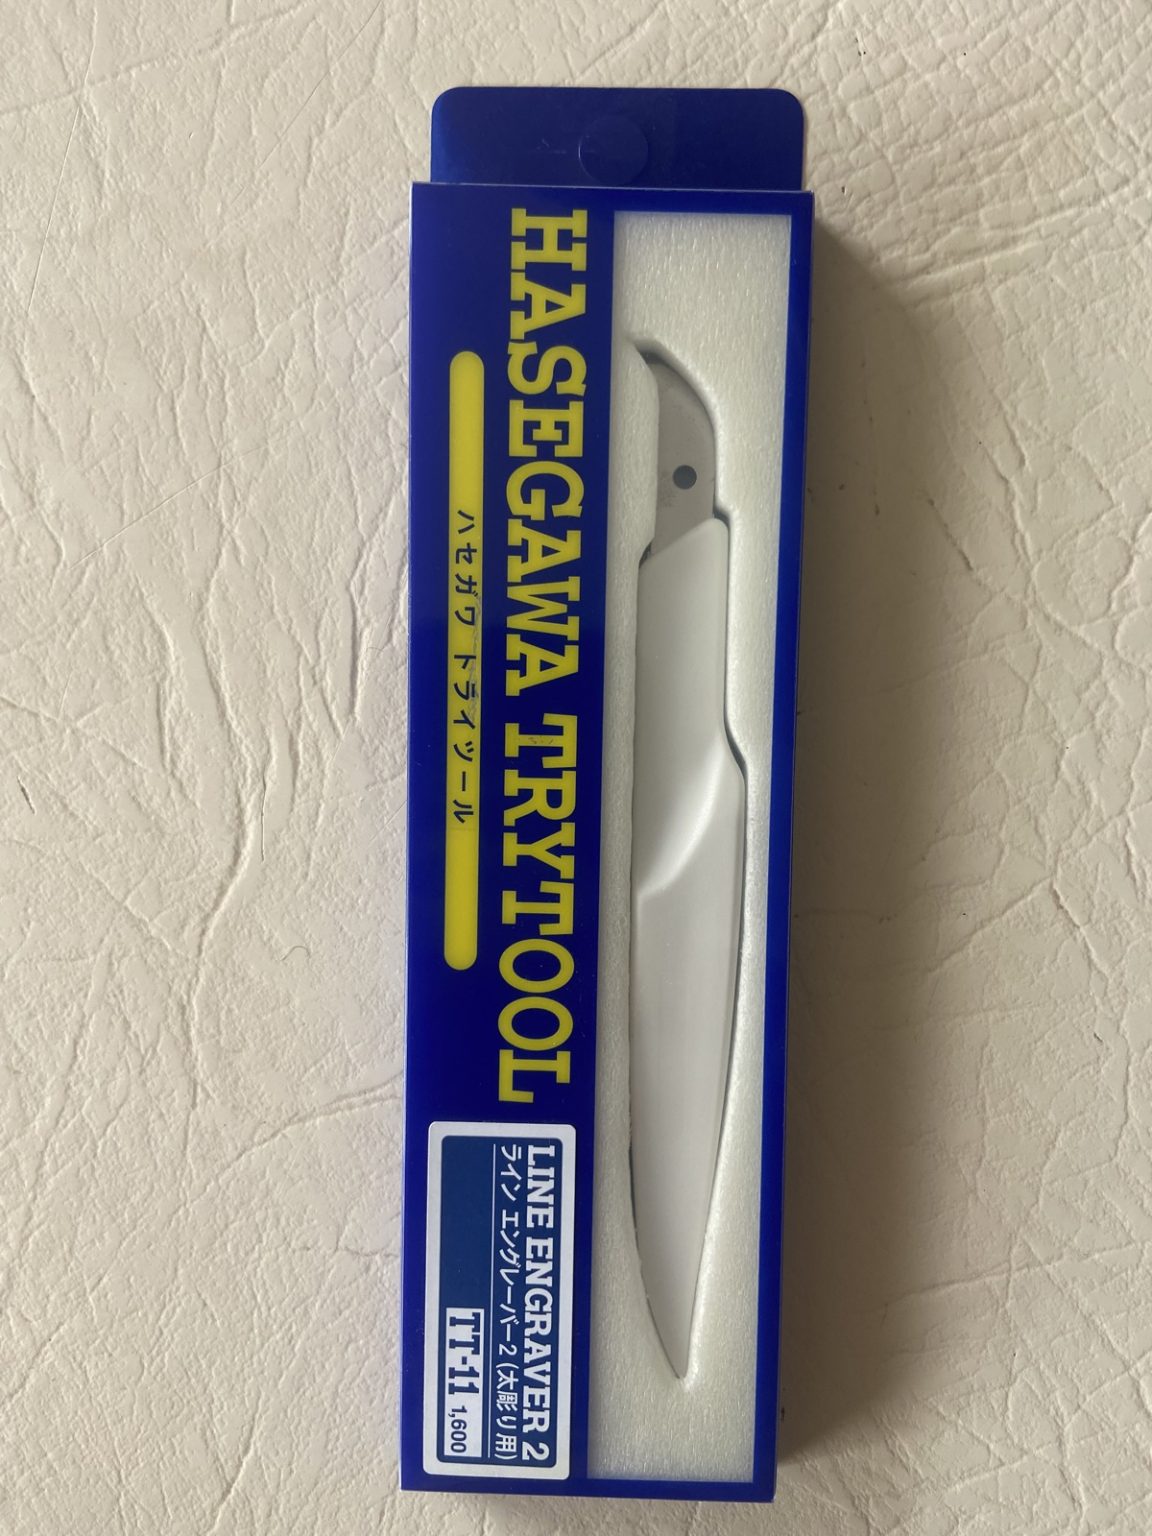 HASEGAWA TRYTOOL
ハセガワ トライツール
LINE ENGRAVER 2
ライン エングレーバー2 (太彫り用)
TT-11 1,600